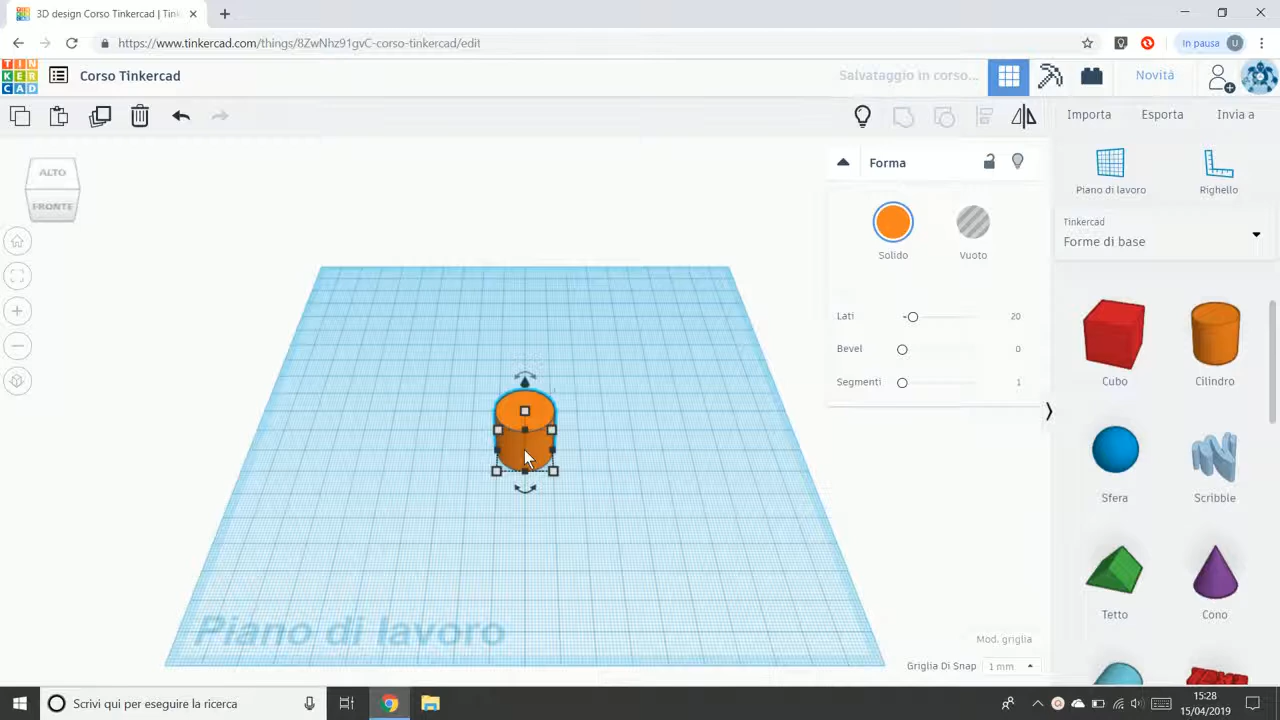 3D design Corso Tinkercad | Tink
https://www.tinkercad.com/things/8ZwNhz91gvC-corso-tinkercad/edit
In pausa
U
TIN
KER
CAD
Corso Tinkercad
Salvataggio in corso...
Novità
Importa
Esporta
Invia a
ALTO
FRONTE
Forma
Solido
Vuoto
Lati
20
Bevel
0
Segmenti
1
Piano di lavoro
Righello
Tinkercad
Forme di base
Cubo
Cilindro
Sfera
Scribble
Tetto
Cono
Piano di lavoro
Mod. griglia
Griglia Di Snap
1 mm
Scrivi qui per eseguire la ricerca
15:28
15/04/2019